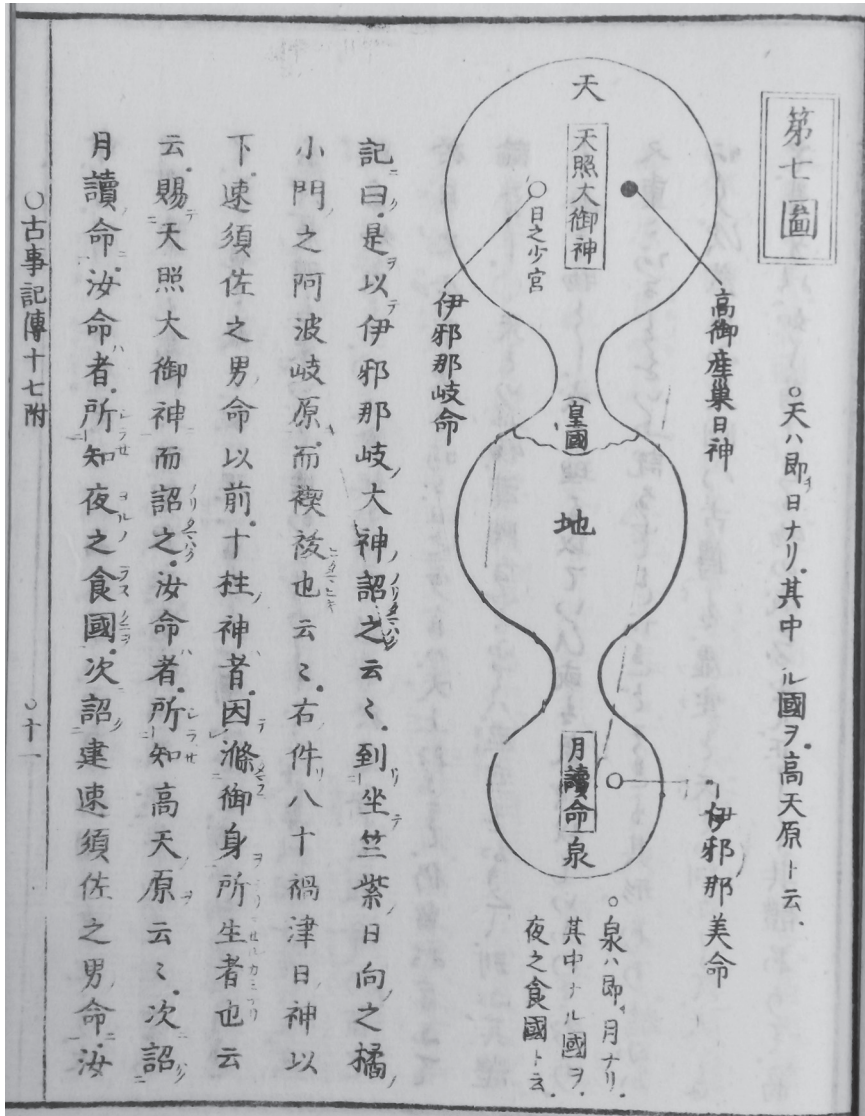 第七圖
○天ハ即日ナリ。其中ル國ヲ。高天原ト云、
天
天照大御神
日之少宮
高御産巣日神
伊邪那岐命
皇國
地
月讀命
泉
伊邪那美命
○泉ハ即月ナリ。
其中ナル國ヲ。
夜之食國ト云。
記曰。是以伊邪那岐大神詔之云〻。到坐竺紫日向之橘
小門之阿波岐原而禊祓也云〻。右件八十禍津日神以
下速須佐之男命以前。十柱神者。因滌御身所生者也云
云。賜天照大御神而詔之。汝命者。所知高天原云〻。次詔
月讀命。汝命者。所知夜之食國。次詔建速須佐之男命。汝
○古事記傳十七附
○十一